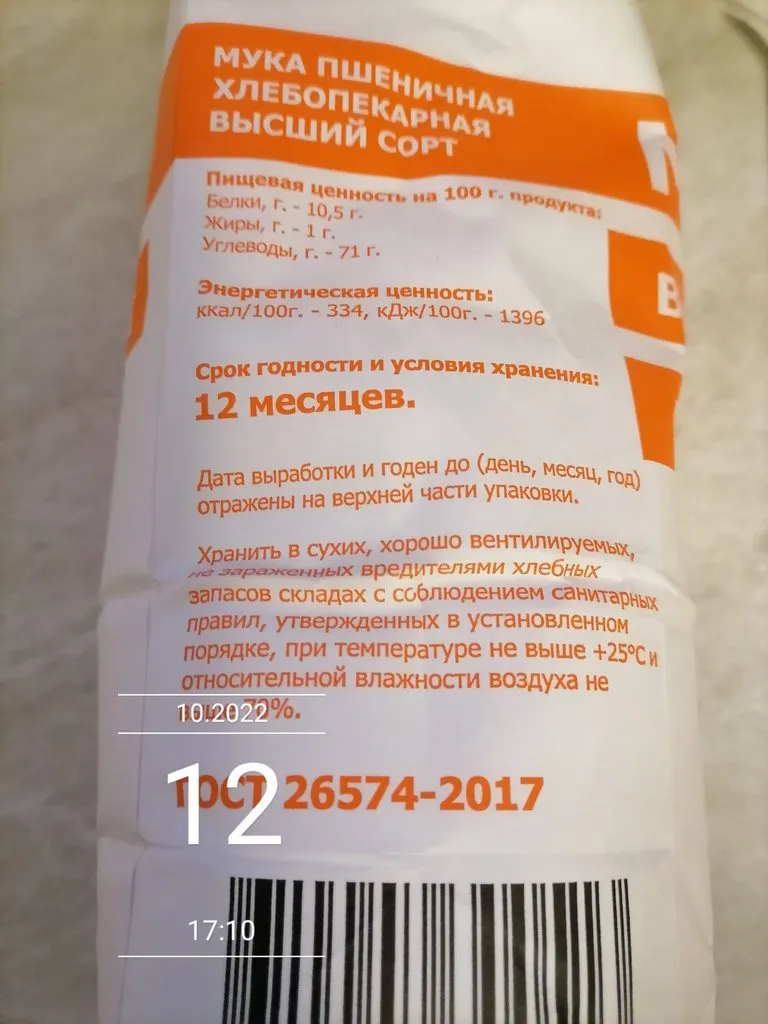 МУКА ПШЕНИЧНАЯ
ХЛЕБОПЕКАРНАЯ
ВЫСШИЙ СОРТ
Пищевая ценность на 100 г. продукта:
Белки, г. - 10,5 г.
Жиры, г. - 1 г.
Углеводы, г. - 71 г.
Энергетическая ценность:
ккал/100г. - 334, кДж/100г. - 1396
Срок годности и условия хранения:
12 месяцев.
Дата выработки и годен до (день, месяц, год)
отражены на верхней части упаковки.
Хранить в сухих, хорошо вентилируемых,
не зараженных вредителями хлебных
запасов складах с соблюдением санитарных
правил, утвержденных в установленном
порядке, при температуре не выше +25°С и
относительной влажности воздуха не
выше 70%.
10.2022
ГОСТ 26574-2017
12
17:10
М
В